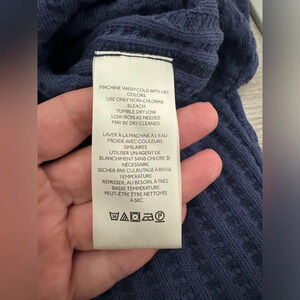 MACHINE WASH COLD WITH LIKE
COLORS
USE ONLY NON-CHLORINE
BLEACH
TUMBLE DRY LOW
LOW IRON AS NEEDED
MAY BE DRY CLEANED
LAVER À LA MACHINE À L'EAU
FROIDE AVEC COULEURS
SIMILAIRES
UTILISER UN AGENT DE
BLANCHIMENT SANS CHLORE SI
NÉCESSAIRE
SECHER PAR CULBUTAGE À BASSE
TEMPÉRATURE
REPASSER, AU BESOIN, À TRÈS
BASSE TEMPÉRATURE
PEUT-ÊTRE ÊTRE NETTOYÉ
À SEC